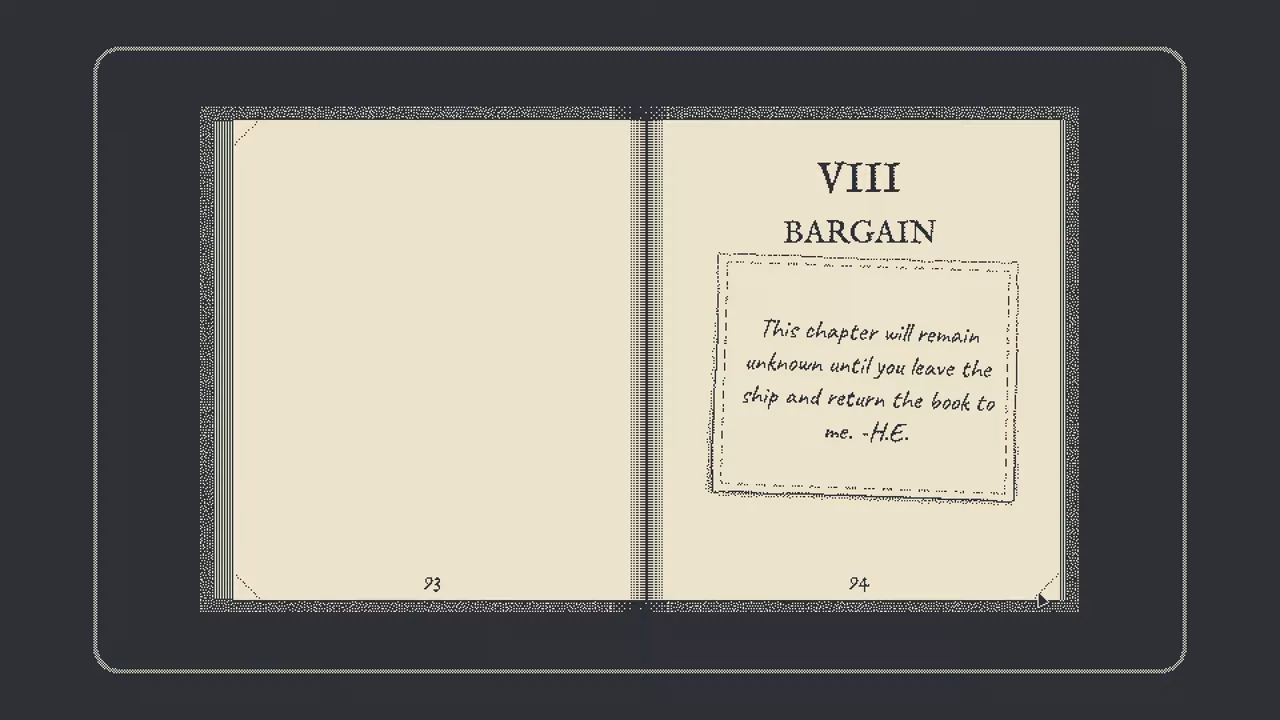 VIII
BARGAIN
This chapter will remain
unknown until you leave the
ship and return the book to
me. -H.E.
93
94